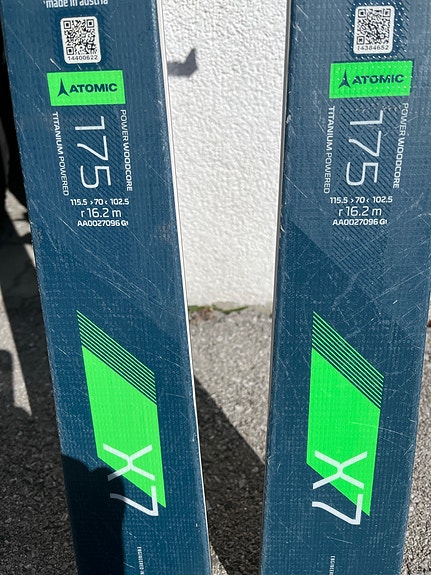 made in austria
14400622
ATOMIC
175
POWER WOODCORE
TITANIUM POWERED
115.5 > 70 < 102.5
r 16.2 m
AA0027096 G1
X7
14384652
ATOMIC
175
POWER WOODCORE
TITANIUM POWERED
115.5 > 70 < 102.5
r 16.2 m
AA0027096 G1
X7